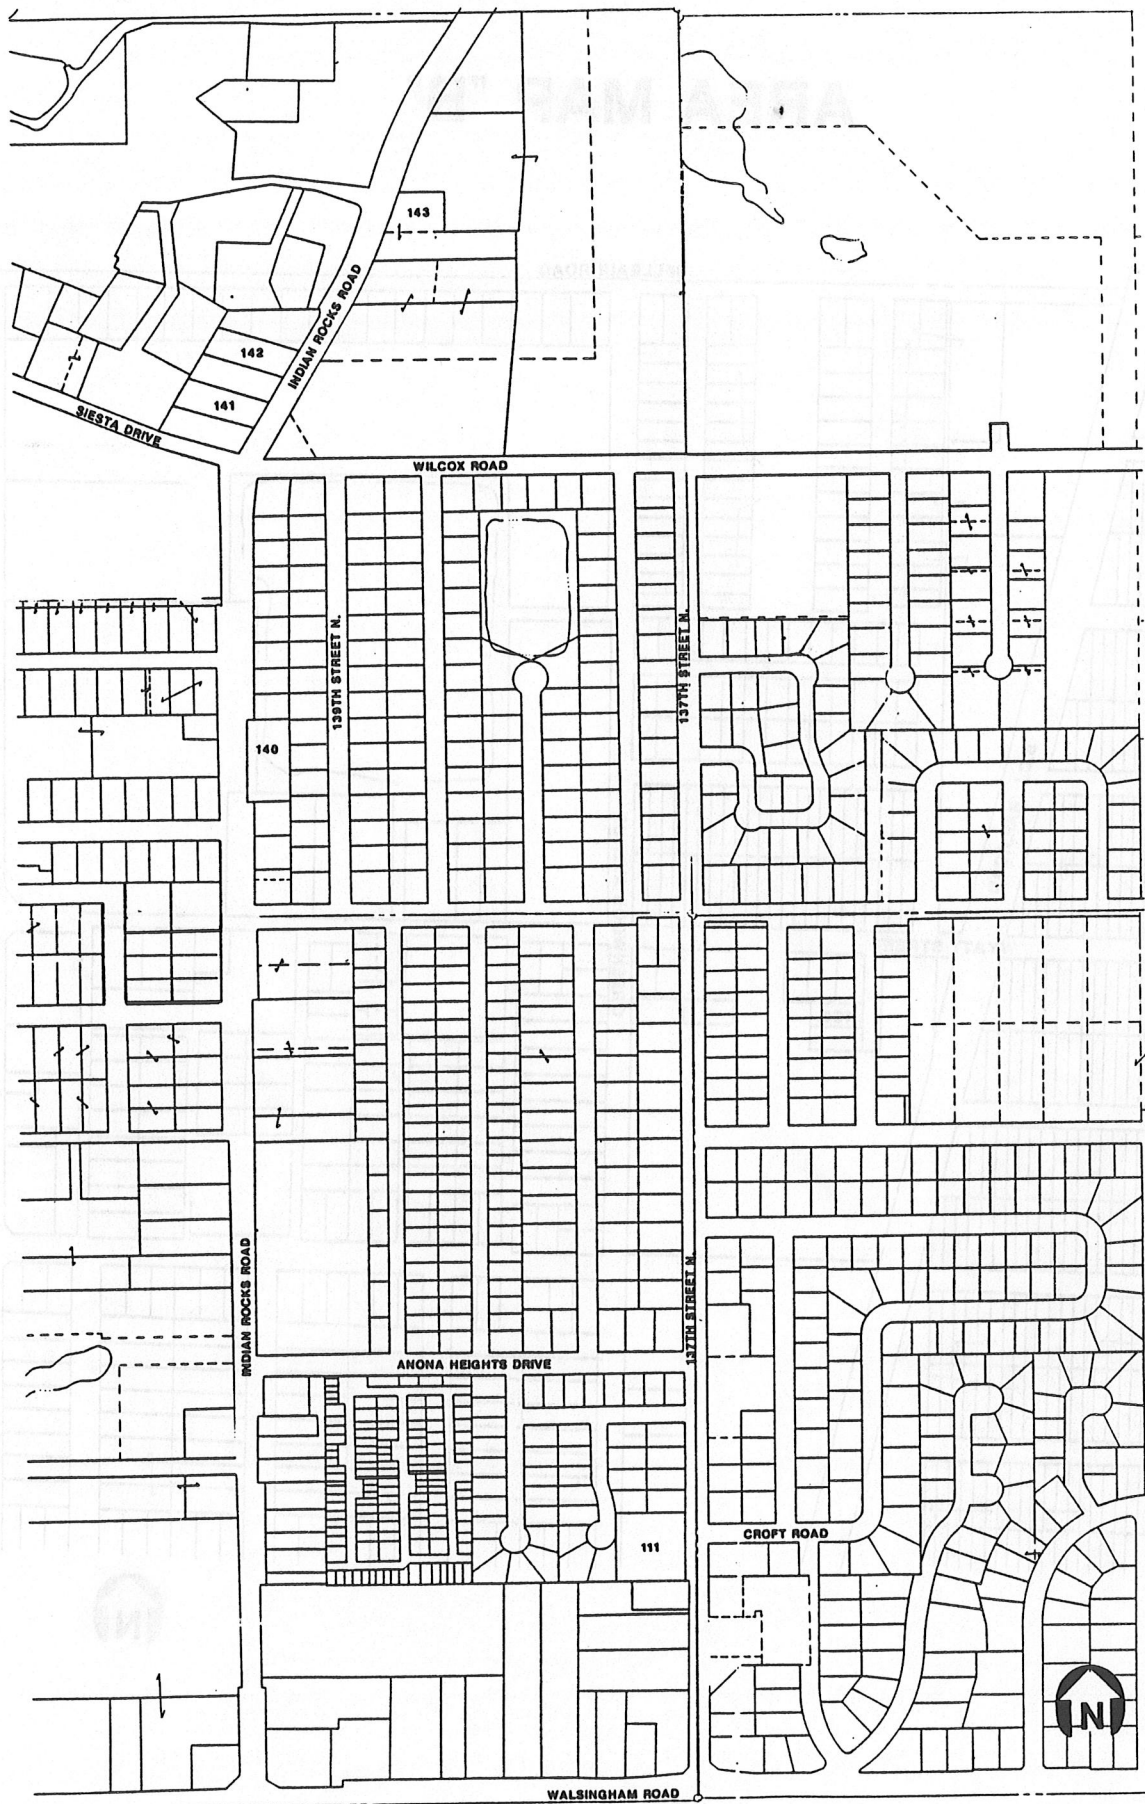 143
INDIAN ROCKS ROAD
142
141
SIESTA DRIVE
WILCOX ROAD
139TH STREET N.
137TH STREET N.
140
INDIAN ROCKS ROAD
137TH STREET N.
ANONA HEIGHTS DRIVE
CROFT ROAD
111
N
WALSINGHAM ROAD